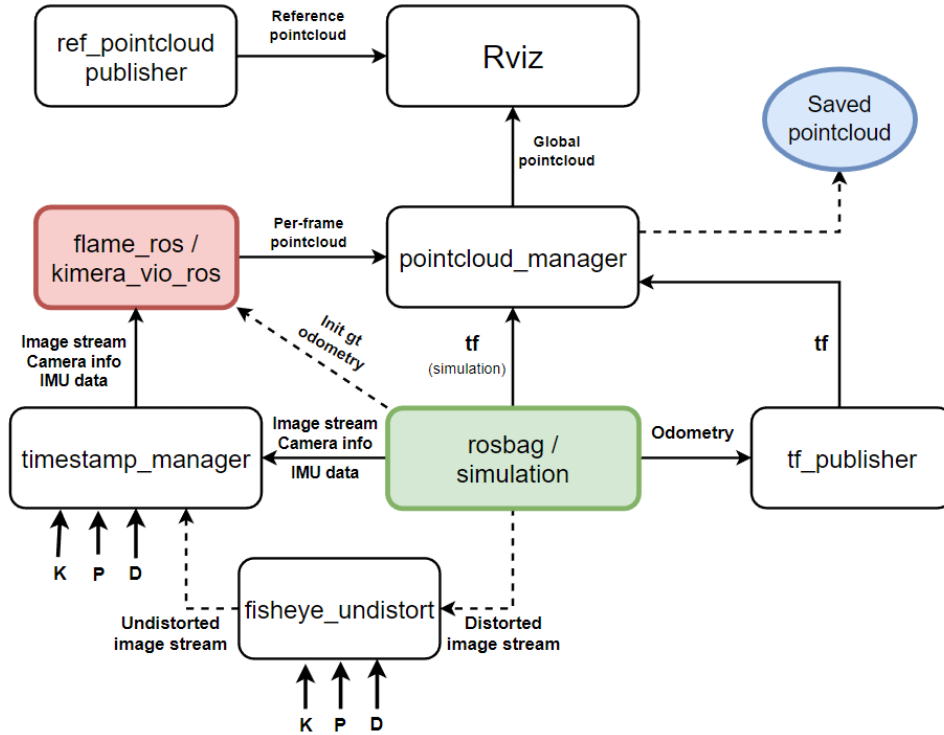 ref_pointcloud
publisher
Reference
pointcloud
Rviz
Saved
pointcloud
Global
pointcloud
flame_ros /
kimera_vio_ros
Per-frame
pointcloud
pointcloud_manager
Image stream
Camera info
IMU data
Init gt
odometry
tf
(simulation)
tf
timestamp_manager
Image stream
Camera info
IMU data
rosbag /
simulation
Odometry
tf_publisher
K
P
D
Undistorted
image stream
fisheye_undistort
Distorted
image stream
K
P
D